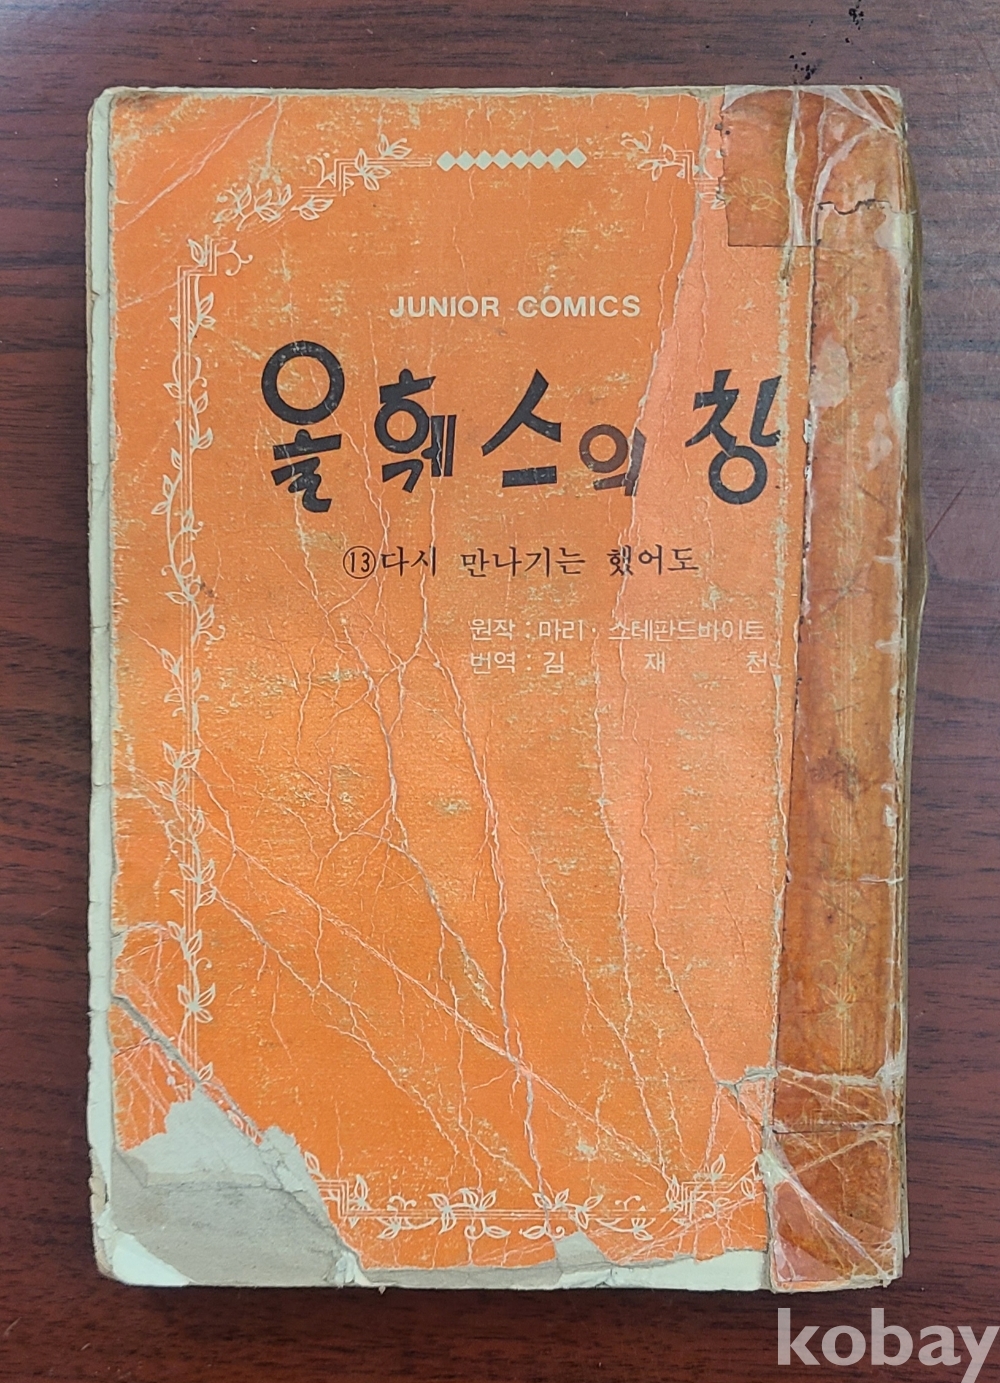 JUNIOR COMICS
올훼스의 창
⑬다시 만나기는 했어도
원작 : 마리 · 스테판드바이트
번역 : 김 재 천
kobay